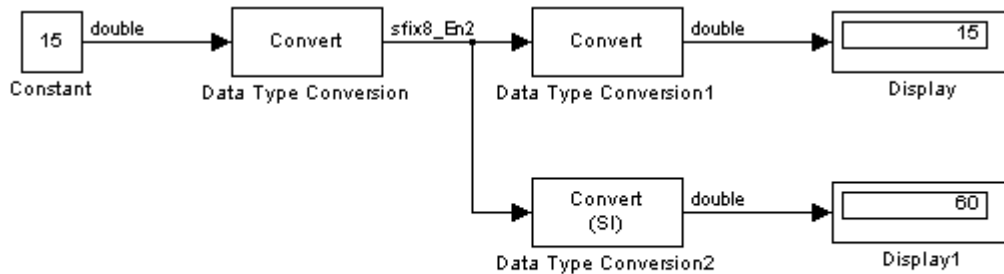 double
sfix8_En2
double
15
Convert
Convert
15
Constant
Data Type Conversion
Data Type Conversion1
Display
double
Convert
(SI)
60
Data Type Conversion2
Display1